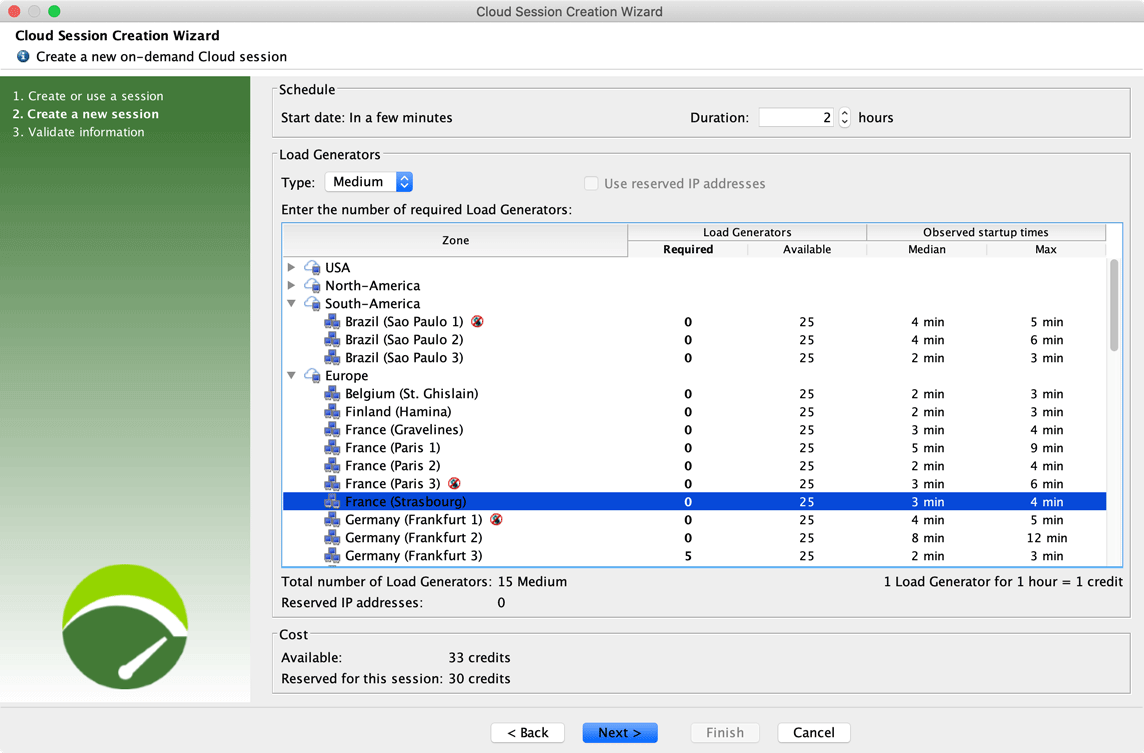 Cloud Session Creation Wizard
Cloud Session Creation Wizard
Create a new on-demand Cloud session
1. Create or use a session
2. Create a new session
3. Validate information
Schedule
Start date: In a few minutes Duration: 2 hours
Load Generators
Type: Medium Use reserved IP addresses
Enter the number of required Load Generators:
Zone Load Generators Observed startup times
Required Available Median Max
USA
North-America
South-America
Brazil (Sao Paulo 1) 0 25 4 min 5 min
Brazil (Sao Paulo 2) 0 25 4 min 6 min
Brazil (Sao Paulo 3) 0 25 2 min 3 min
Europe
Belgium (St. Ghislain) 0 25 2 min 3 min
Finland (Hamina) 0 25 2 min 3 min
France (Gravelines) 0 25 3 min 4 min
France (Paris 1) 0 25 5 min 9 min
France (Paris 2) 0 25 2 min 4 min
France (Paris 3) 0 25 3 min 6 min
France (Strasbourg) 0 25 3 min 4 min
Germany (Frankfurt 1) 0 25 4 min 5 min
Germany (Frankfurt 2) 0 25 8 min 12 min
Germany (Frankfurt 3) 5 25 2 min 3 min
Total number of Load Generators: 15 Medium 1 Load Generator for 1 hour = 1 credit
Reserved IP addresses: 0
Cost
Available: 33 credits
Reserved for this session: 30 credits
< Back Next > Finish Cancel